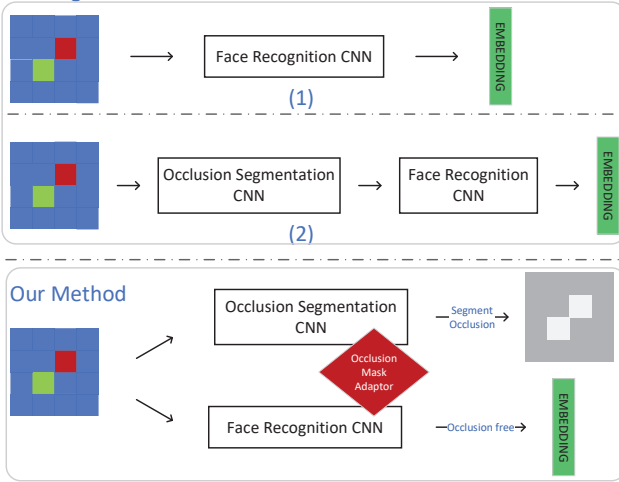 Face Recognition CNN
EMBEDDING
(1)
Occlusion Segmentation
CNN
Face Recognition
CNN
EMBEDDING
(2)
Our Method
Occlusion Segmentation
CNN
Segment
Occlusion
Occlusion
Mask
Adaptor
Face Recognition CNN
Occlusion free
EMBEDDING